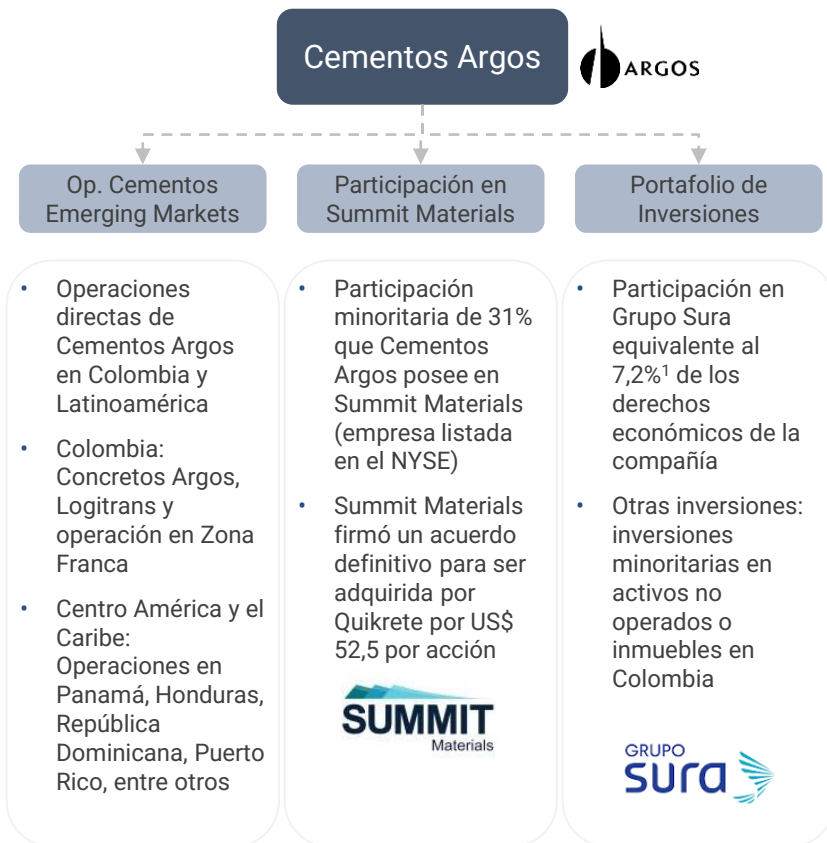 Cementos Argos
ARGOS
Op. Cementos
Emerging Markets
Participación en
Summit Materials
Portafolio de
Inversiones
• Operaciones
directas de
Cementos Argos
en Colombia y
Latinoamérica
• Colombia:
Concretos Argos,
Logitrans y
operación en Zona
Franca
• Centro América y el
Caribe:
Operaciones en
Panamá, Honduras,
República
Dominicana, Puerto
Rico, entre otros
• Participación
minoritaria de 31%
que Cementos
Argos posee en
Summit Materials
(empresa listada
en el NYSE)
• Summit Materials
firmó un acuerdo
definitivo para ser
adquirida por
Quikrete por US$
52,5 por acción
SUMMIT
Materials
• Participación en
Grupo Sura
equivalente al
7,2%¹ de los
derechos
económicos de la
compañía
• Otras inversiones:
inversiones
minoritarias en
activos no
operados o
inmuebles en
Colombia
GRUPO
sura